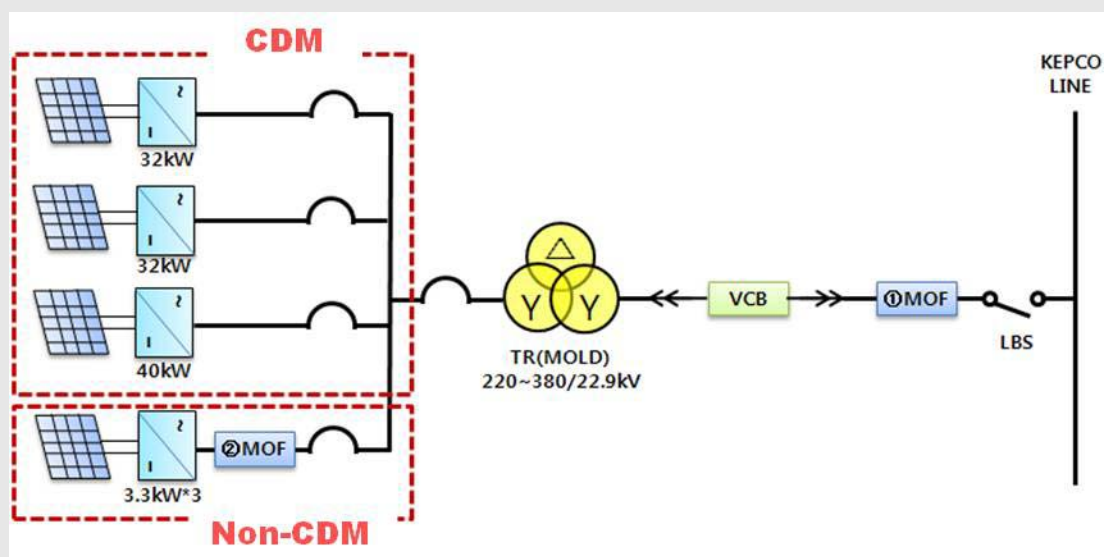 CDM
KEPCO
LINE
32kW
32kW
40kW
3.3kW*3
②MOF
Non-CDM
△
Y Y
TR(MOLD)
220~380/22.9kV
VCB
①MOF
LBS